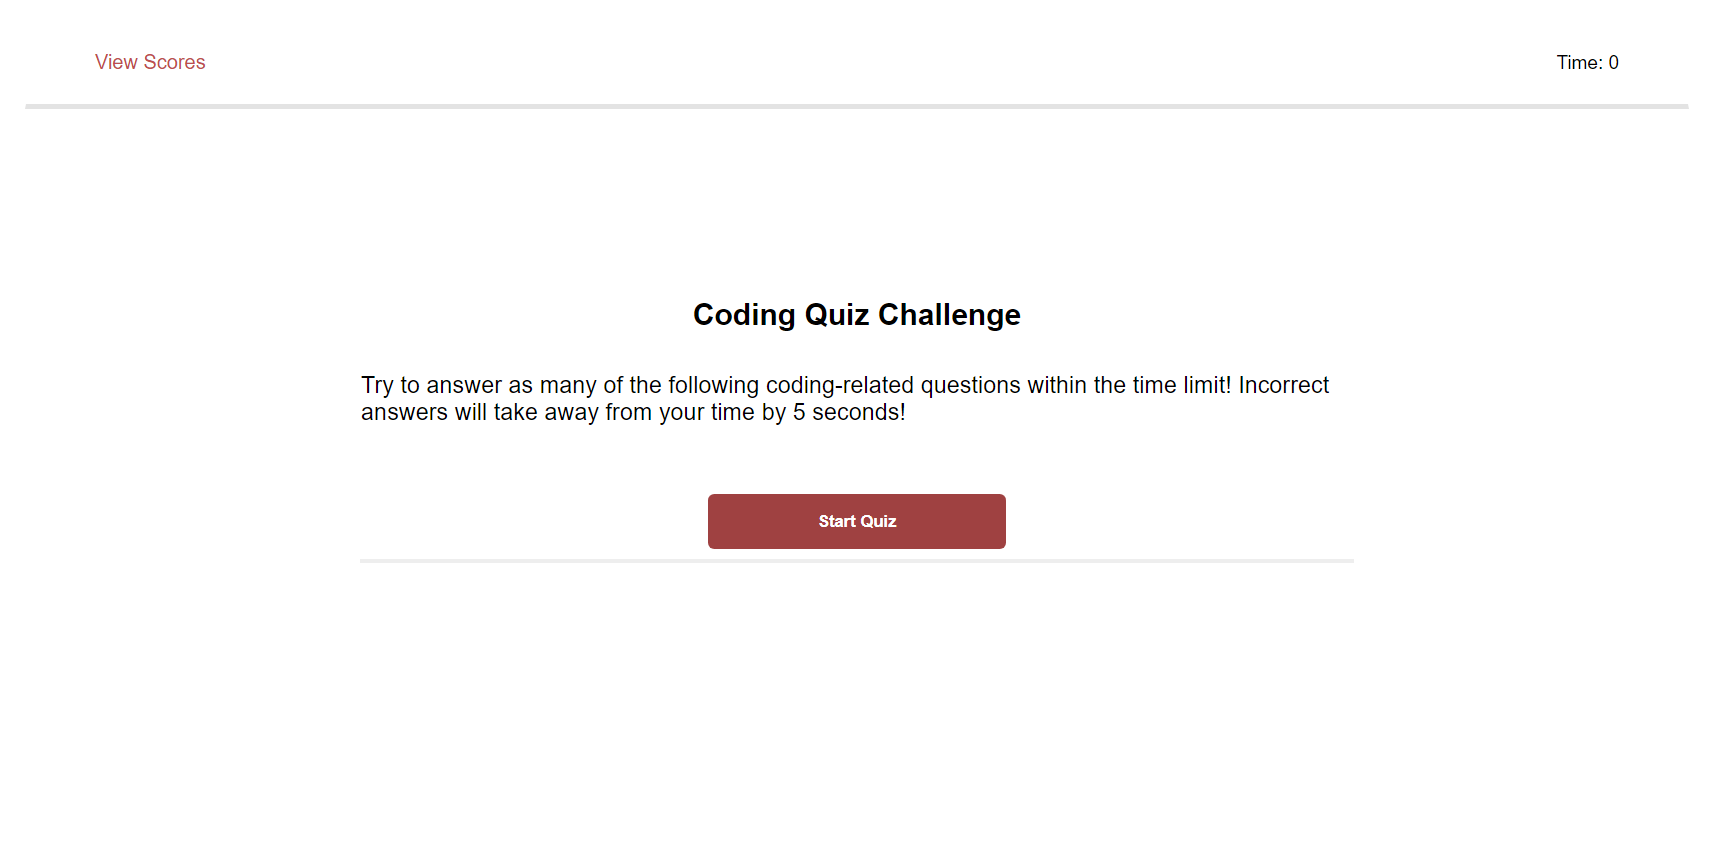 View Scores
Time: 0
Coding Quiz Challenge
Try to answer as many of the following coding-related questions within the time limit! Incorrect
answers will take away from your time by 5 seconds!
Start Quiz